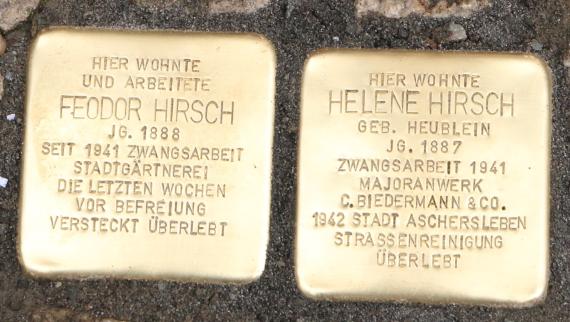 HIER WOHNTE
UND ARBEITETE
FEODOR HIRSCH
JG. 1888
SEIT 1941 ZWANGSARBEIT
STADTGÄRTNEREI
DIE LETZTEN WOCHEN
VOR BEFREIUNG
VERSTECKT ÜBERLEBT
HIER WOHNTE
HELENE HIRSCH
GEB. HEUBLEIN
JG. 1887
ZWANGSARBEIT 1941
MAJORANWERK
C. BIEDERMANN & CO.
1942 STADT ASCHERSLEBEN
STRASSENREINIGUNG
ÜBERLEBT